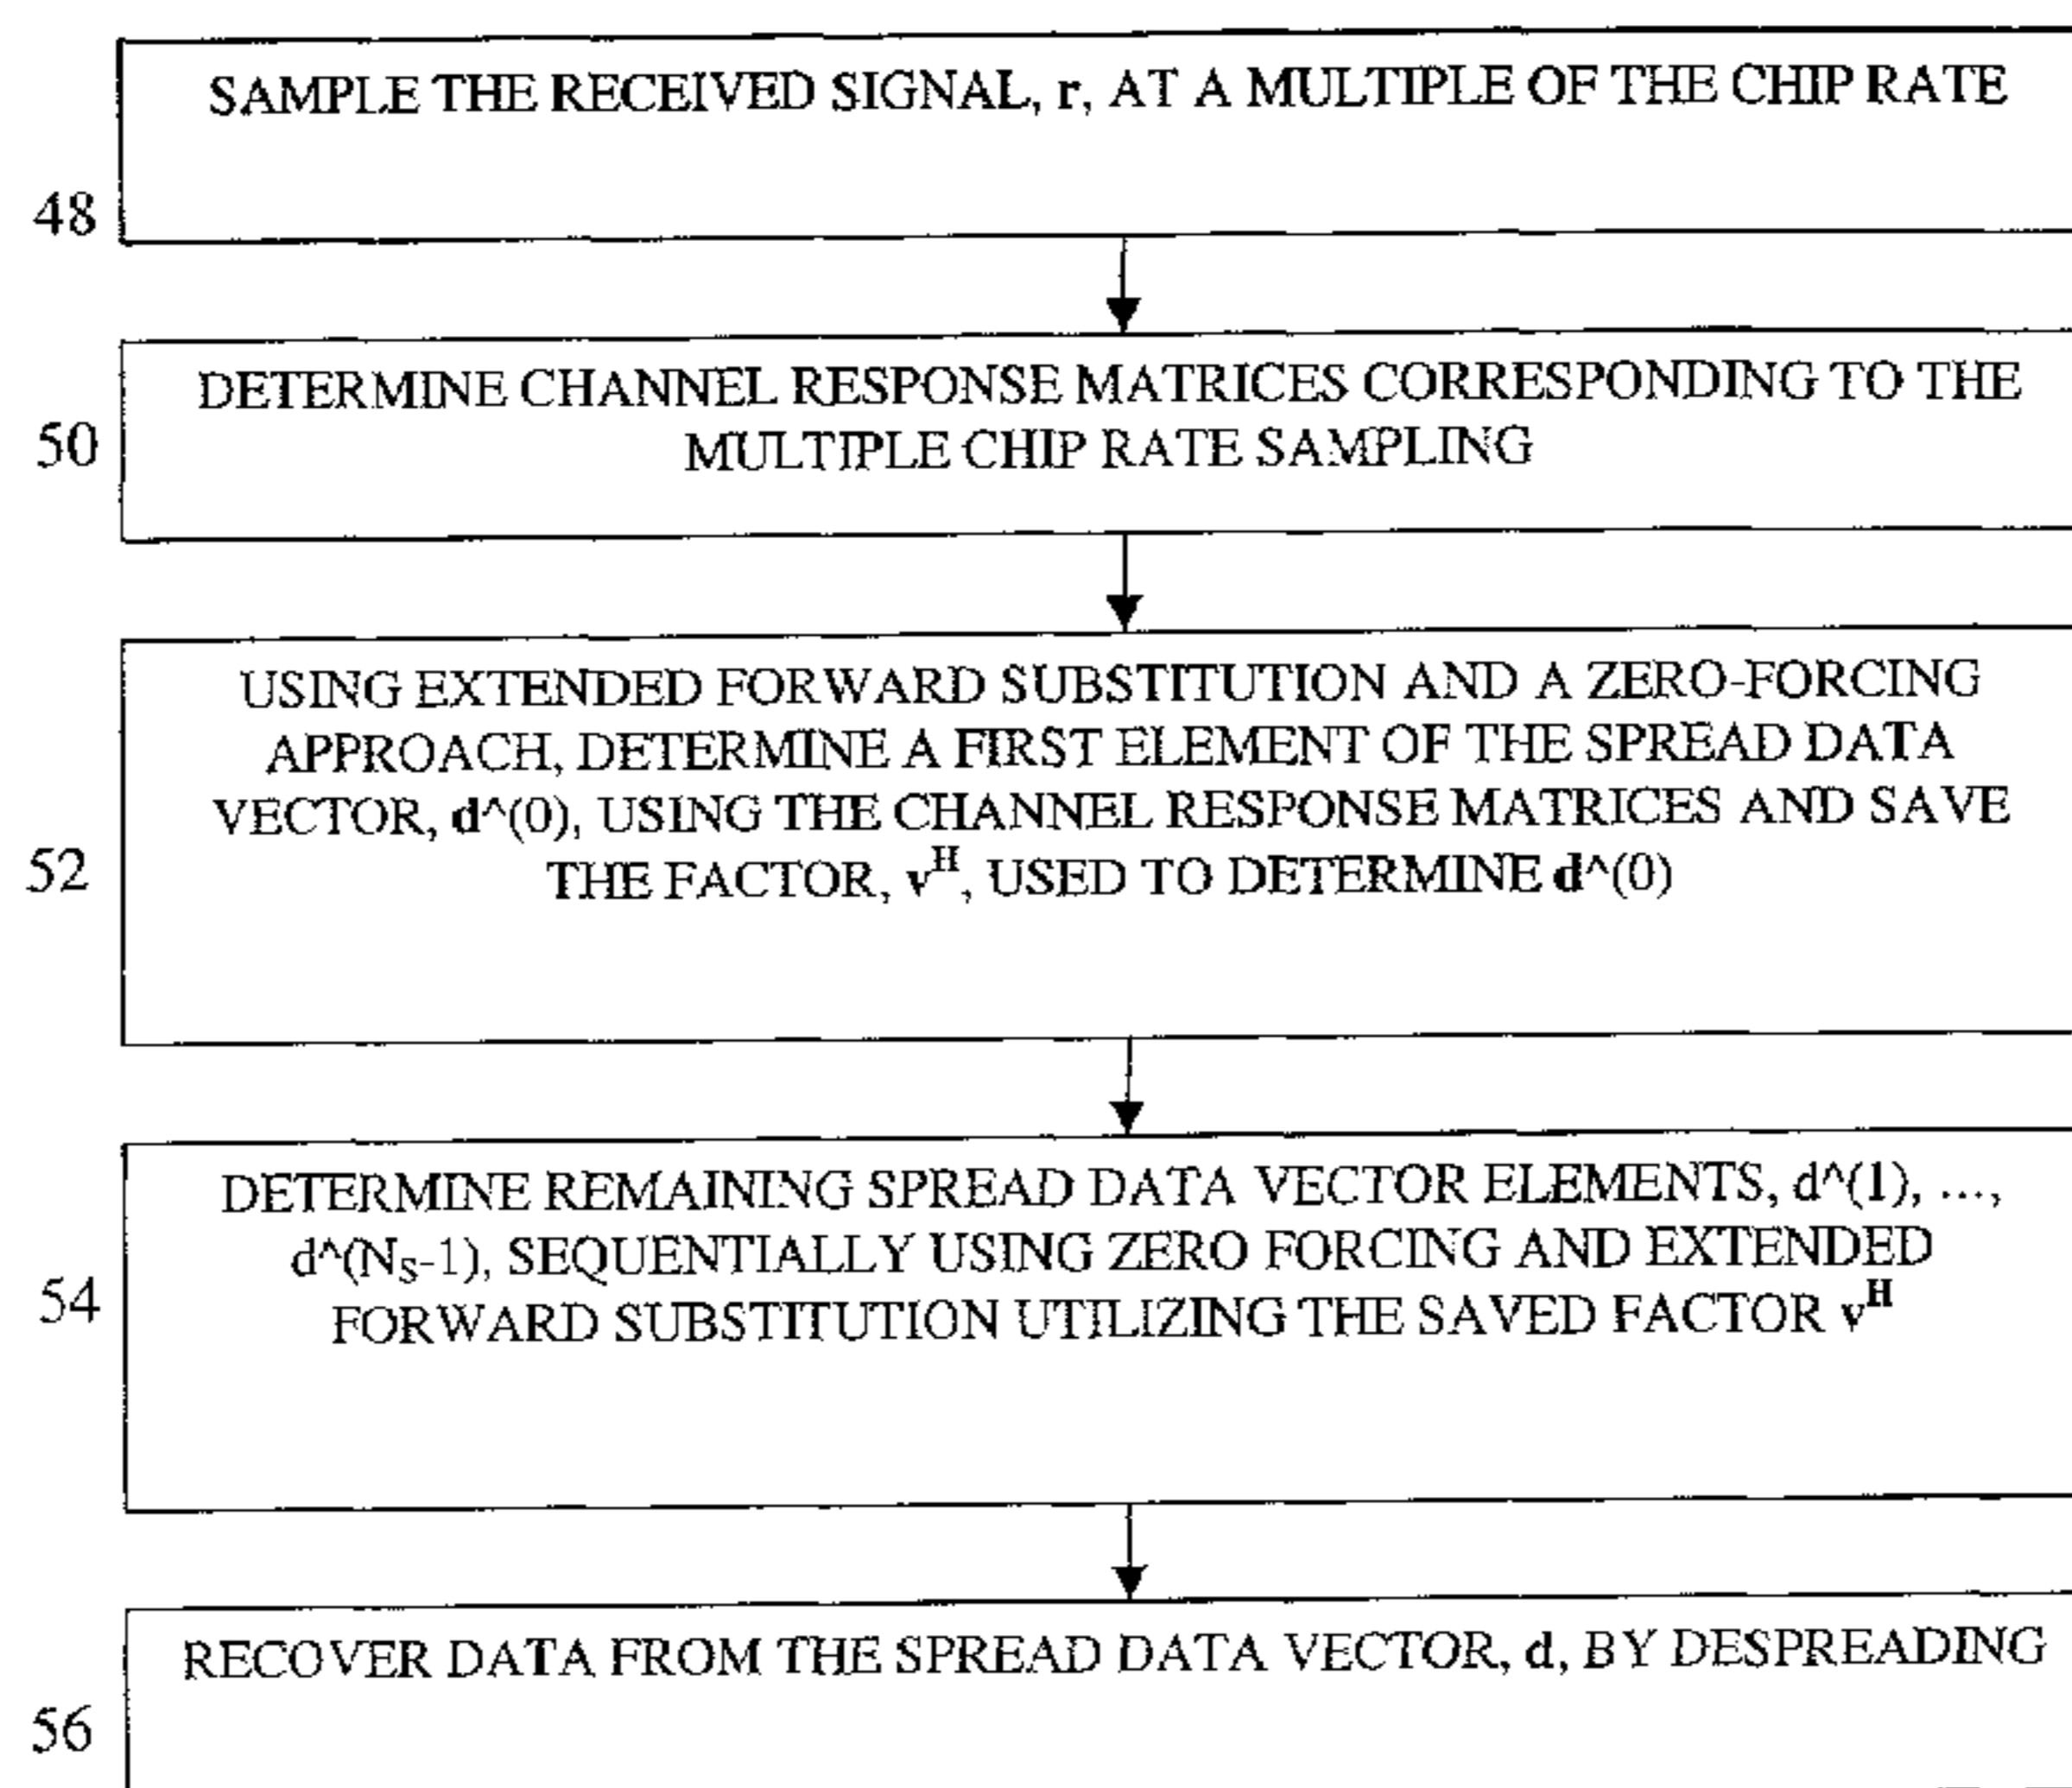 SAMPLE THE RECEIVED SIGNAL, r, AT A MULTIPLE OF THE CHIP RATE
48
DETERMINE CHANNEL RESPONSE MATRICES CORRESPONDING TO THE
MULTIPLE CHIP RATE SAMPLING
50
USING EXTENDED FORWARD SUBSTITUTION AND A ZERO-FORCING
APPROACH, DETERMINE A FIRST ELEMENT OF THE SPREAD DATA
VECTOR, d^(0), USING THE CHANNEL RESPONSE MATRICES AND SAVE
THE FACTOR, v^H, USED TO DETERMINE d^(0)
52
DETERMINE REMAINING SPREAD DATA VECTOR ELEMENTS, d^(1), ...,
d^(N_S-1), SEQUENTIALLY USING ZERO FORCING AND EXTENDED
FORWARD SUBSTITUTION UTILIZING THE SAVED FACTOR v^H
54
RECOVER DATA FROM THE SPREAD DATA VECTOR, d, BY DESPREADING
56